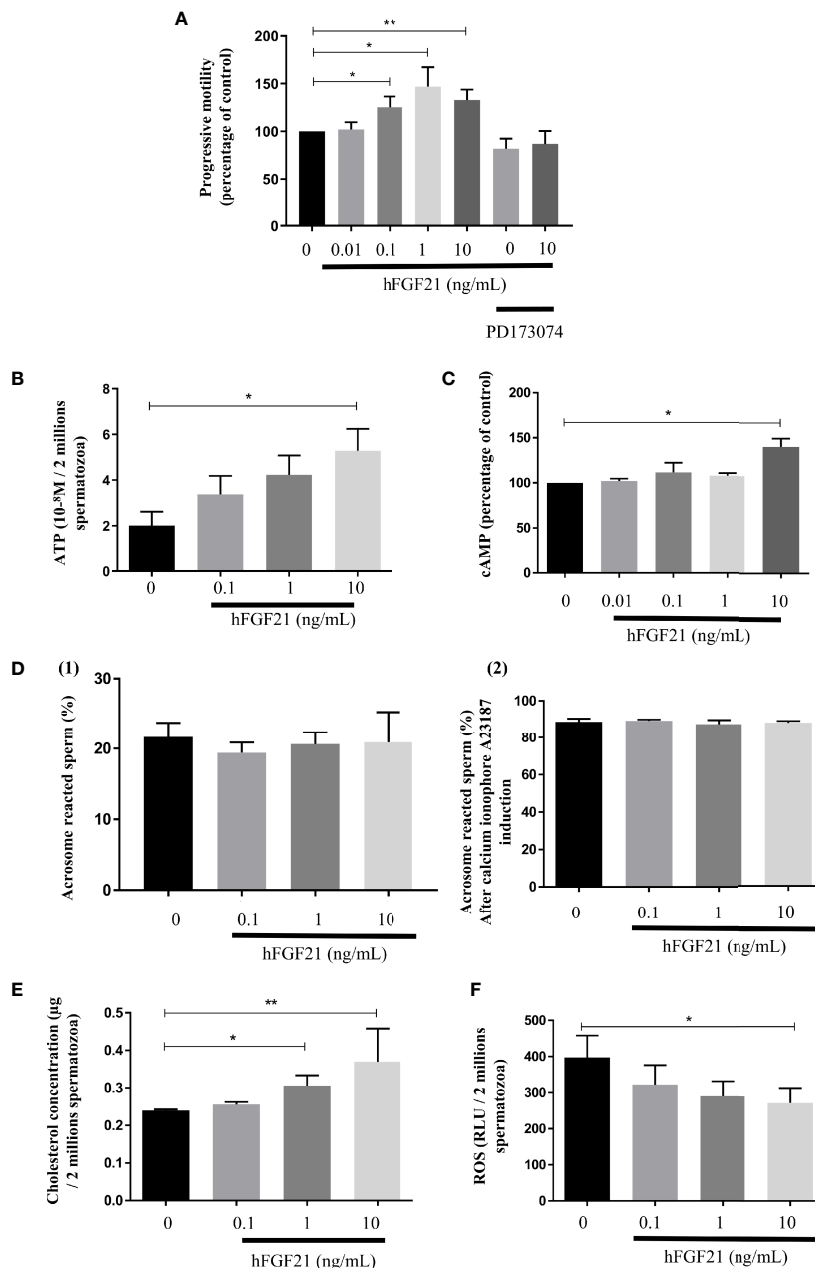 A
Progressive motility
(percentage of control)
200
150
100
50
0
**
*
*
0 0.01 0.1 1 10 0 10
hFGF21 (ng/mL)
PD173074
B
ATP (10-⁸M / 2 millions
spermatozoa)
8
6
4
2
0
*
0 0.1 1 10
hFGF21 (ng/mL)
C
cAMP (percentage of control)
200
150
100
50
0
*
0 0.01 0.1 1 10
hFGF21 (ng/mL)
D
(1)
Acrosome reacted sperm (%)
30
20
10
0
0 0.1 1 10
hFGF21 (ng/mL)
(2)
Acrosome reacted sperm (%)
After calcium ionophore A23187
induction
100
80
60
40
20
0
0 0.1 1 10
hFGF21 (ng/mL)
E
Cholesterol concentration (µg
/ 2 millions spermatozoa)
0.5
0.4
0.3
0.2
0.1
0.0
**
*
0 0.1 1 10
hFGF21 (ng/mL)
F
ROS (RLU / 2 millions
spermatozoa)
500
400
300
200
100
0
*
0 0.1 1 10
hFGF21 (ng/mL)